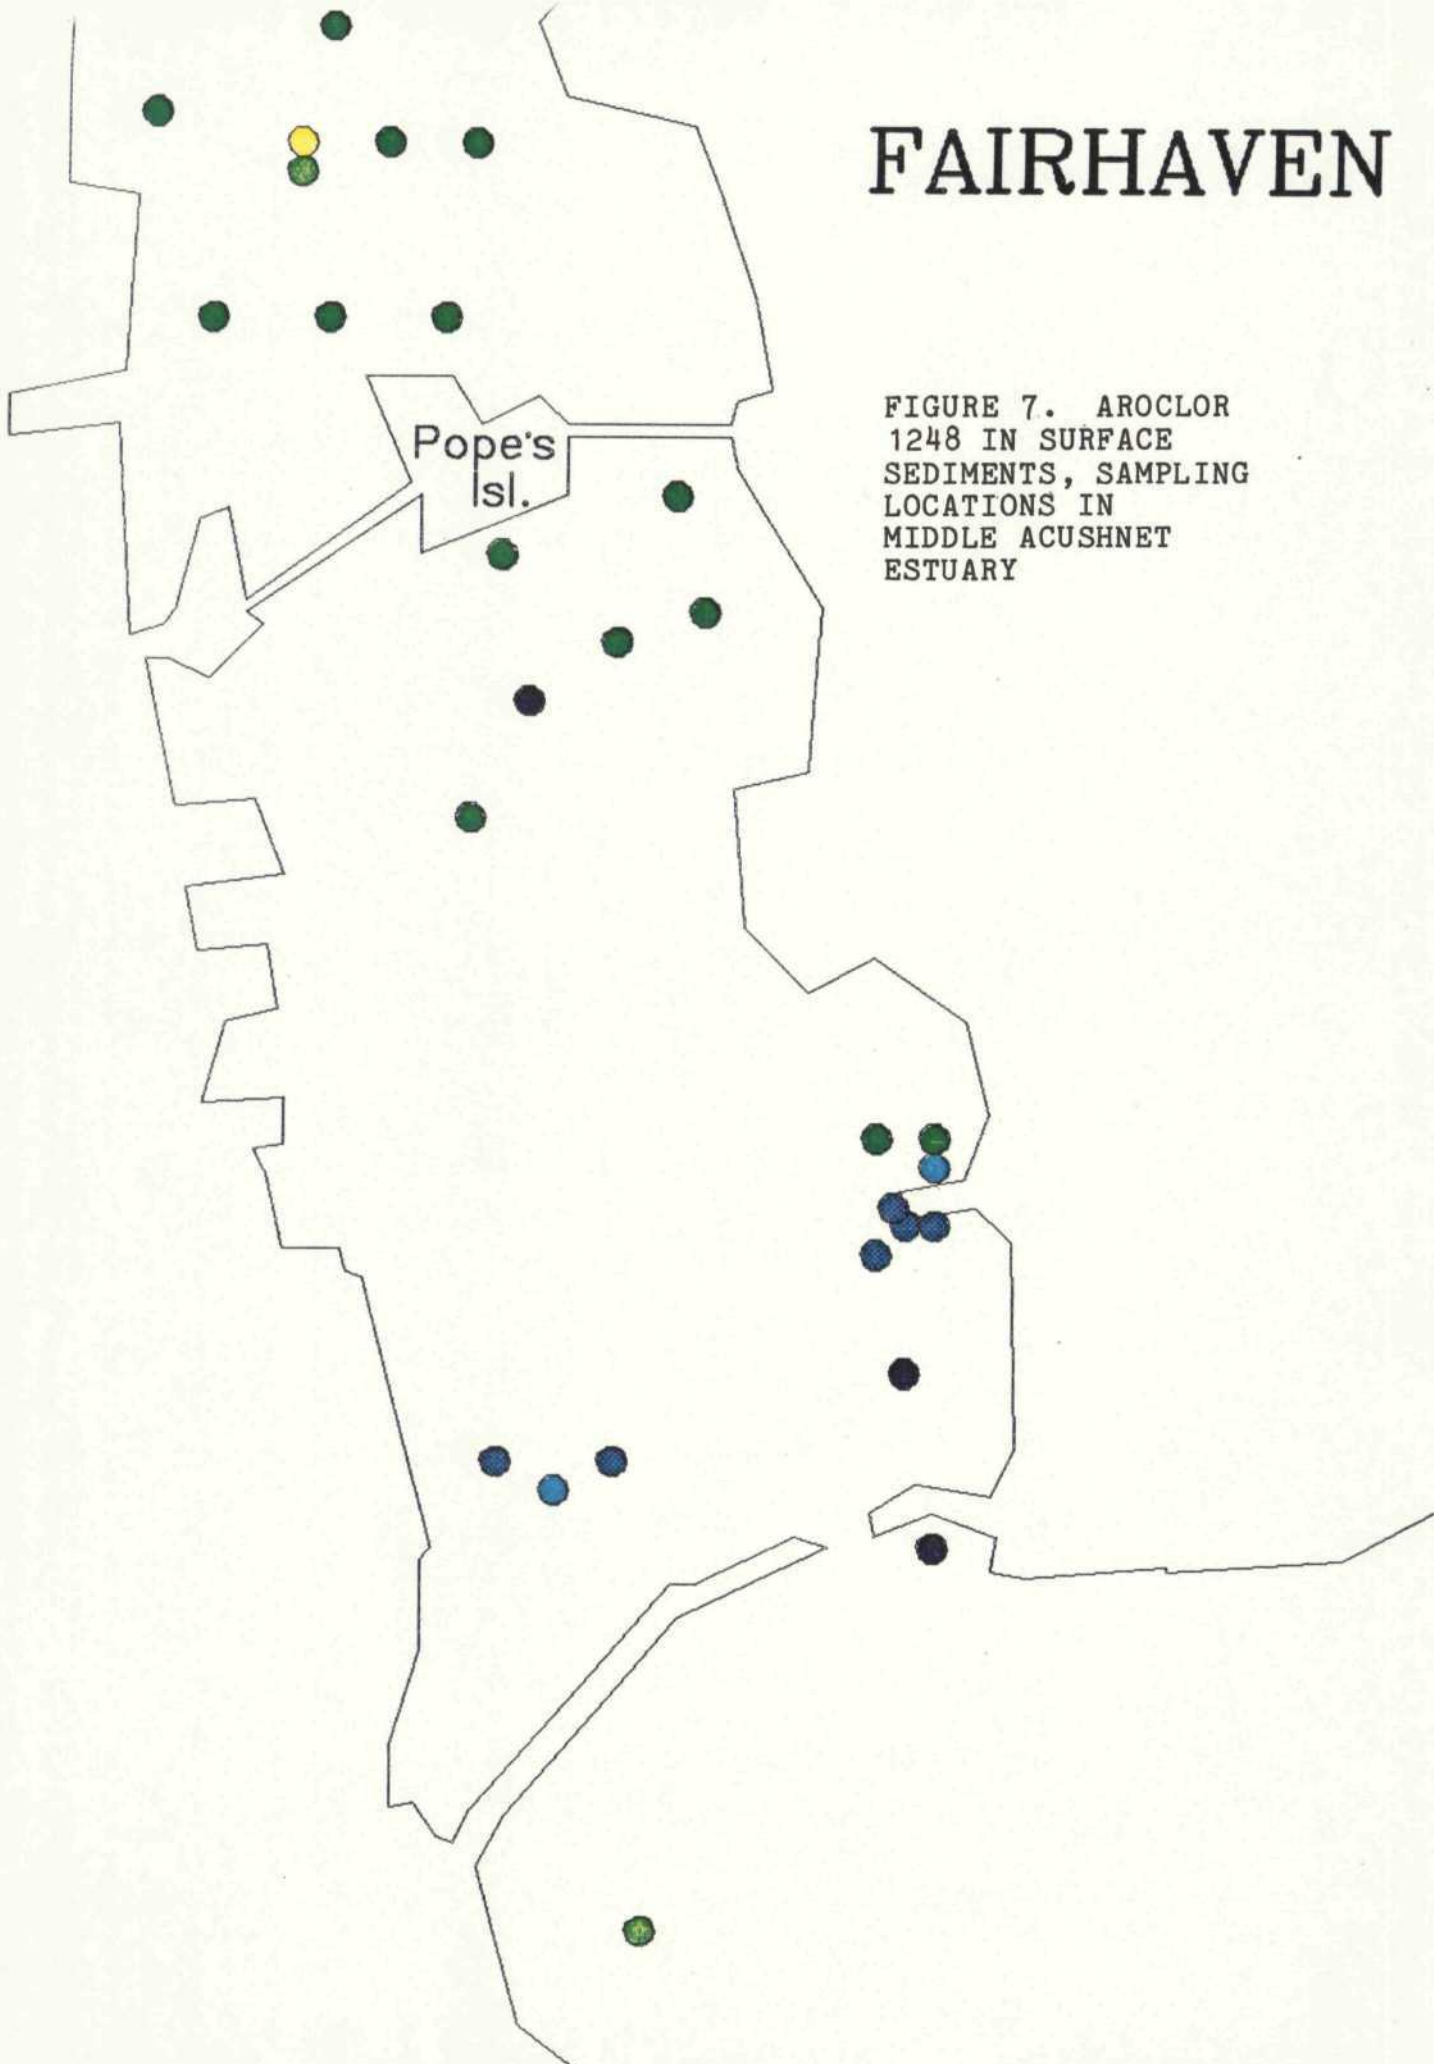 FAIRHAVEN
FIGURE 7. AROCLOR
1248 IN SURFACE
SEDIMENTS, SAMPLING
LOCATIONS IN
MIDDLE ACUSHNET
ESTUARY
Pope's
Isl.